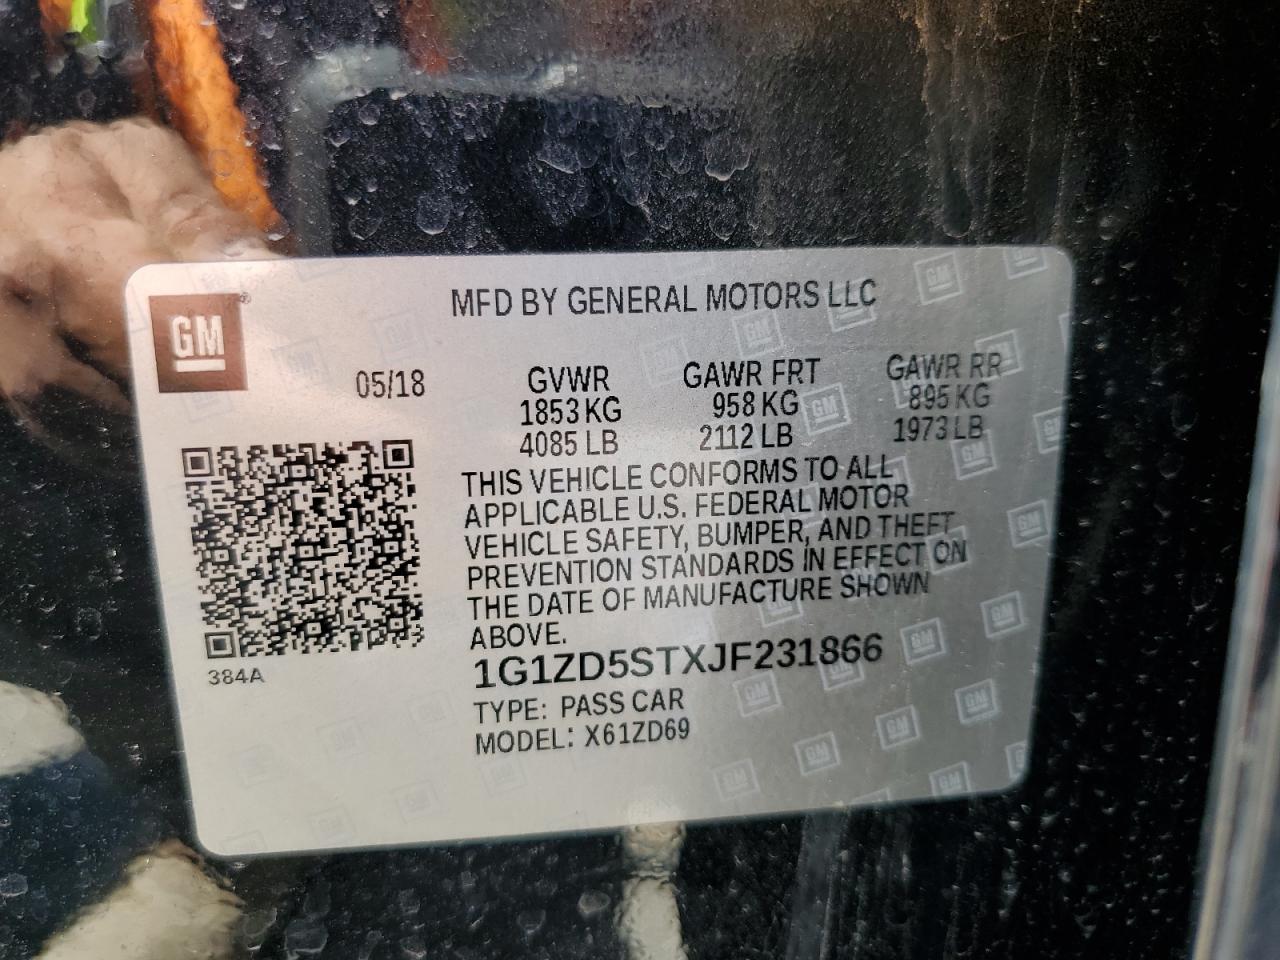 MFD BY GENERAL MOTORS LLC
GM®
05/18 GVWR GAWR FRT GAWR RR
1853 KG 958 KG 895 KG
4085 LB 2112 LB 1973 LB
THIS VEHICLE CONFORMS TO ALL
APPLICABLE U.S. FEDERAL MOTOR
VEHICLE SAFETY, BUMPER, AND THEFT
PREVENTION STANDARDS IN EFFECT ON
THE DATE OF MANUFACTURE SHOWN
ABOVE.
384A
1G1ZD5STXJF231866
TYPE: PASS CAR
MODEL: X61ZD69